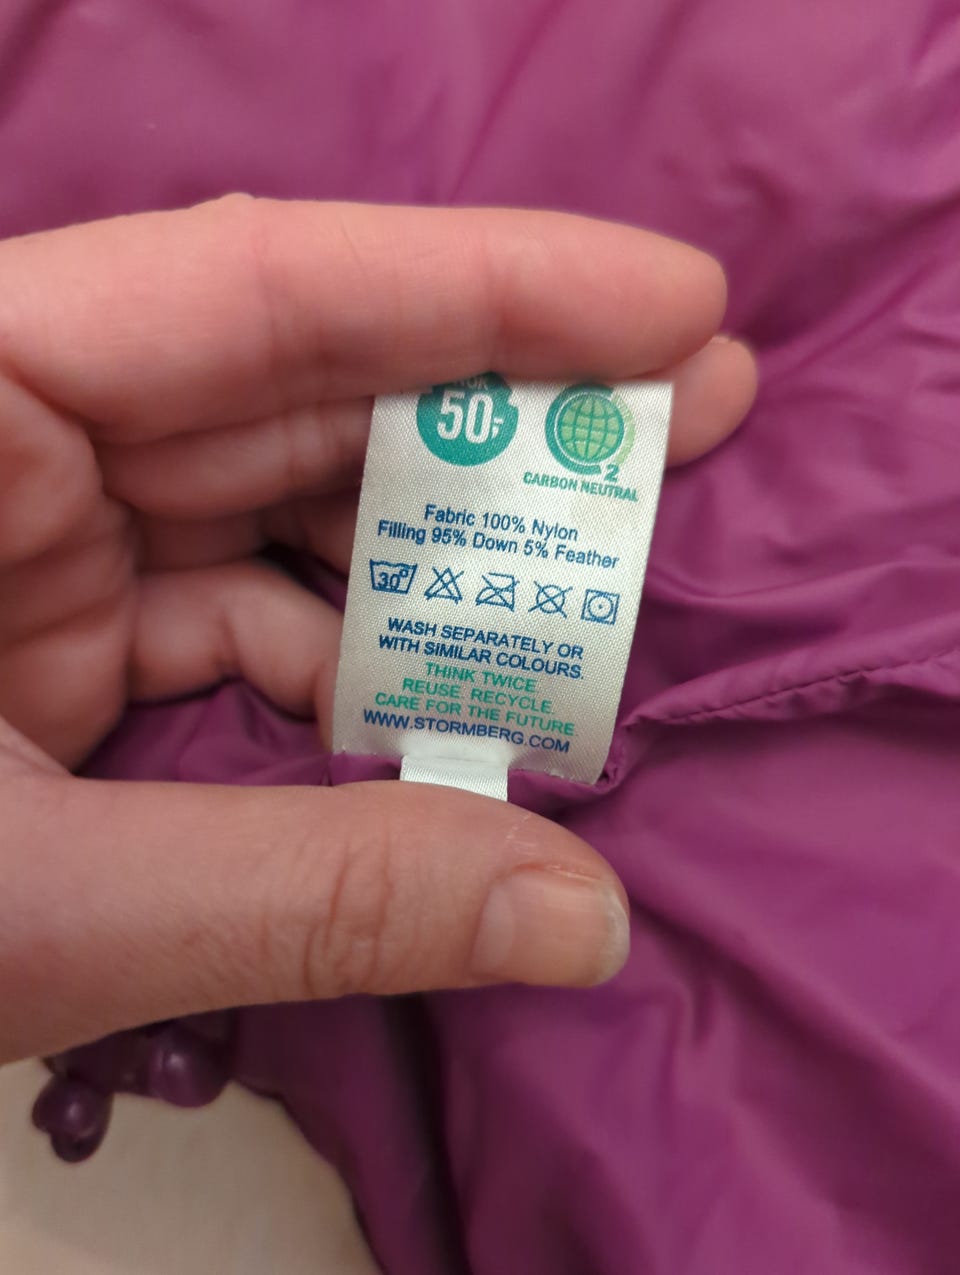 50,-
2
CARBON NEUTRAL
Fabric 100% Nylon
Filling 95% Down 5% Feather
30°
WASH SEPARATELY OR
WITH SIMILAR COLOURS.
THINK TWICE
REUSE. RECYCLE.
CARE FOR THE FUTURE.
WWW.STORMBERG.COM